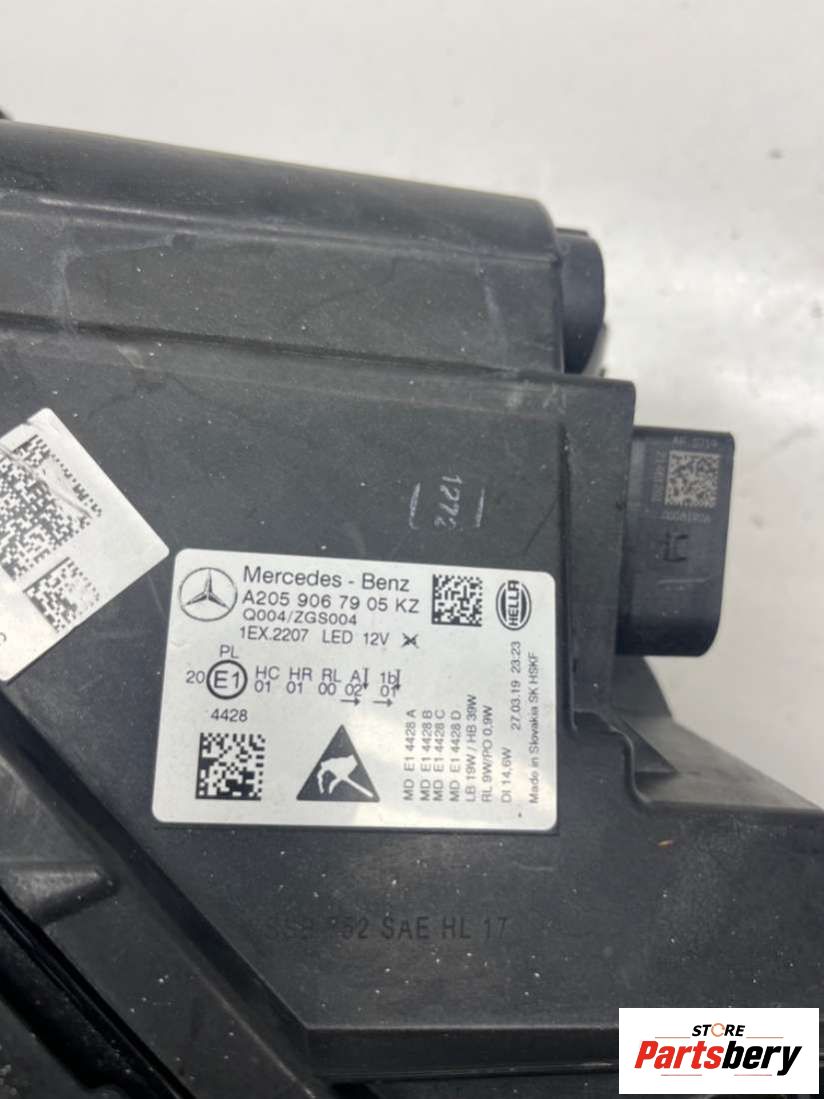 1272
Mercedes - Benz
A205 906 79 05 KZ
Q004/ZGS004
1EX.2207 LED 12V
HELLA
PL
20 E1 HC HR RL A 1b
01 01 00 02 01
4428
MD E1 4428 A
MD E1 4428 B
MD E1 4428 C
MD E1 4428 D
LB 19W / HB 39W
RL 9W/PO 0,9W
DI 14,6W 27.03.19 23:23
Made in Slovakia SK HSKF
SAE HL 17
STORE
Partsbery